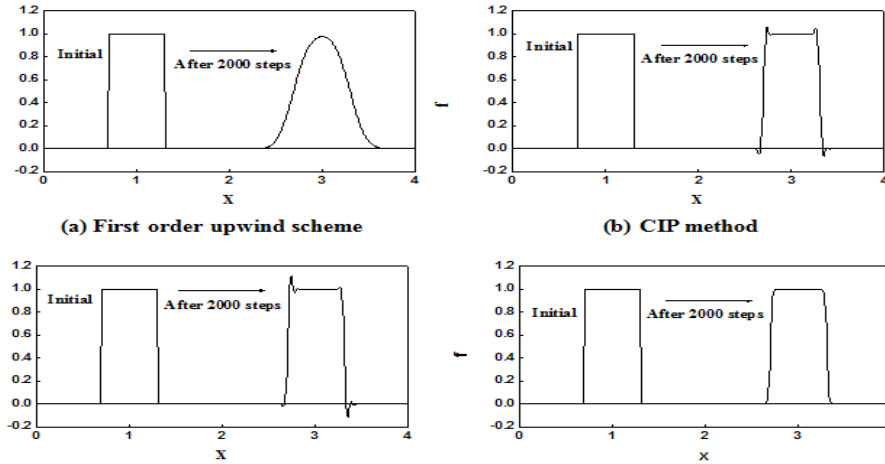 1.2
1.0
0.8
0.6
0.4
0.2
0.0
-0.2
Initial
After 2000 steps
0 1 2 3 4
X
(a) First order upwind scheme
f
1.2
1.0
0.8
0.6
0.4
0.2
0.0
-0.2
Initial
After 2000 steps
0 1 2 3 4
X
(b) CIP method
1.2
1.0
0.8
0.6
0.4
0.2
0.0
-0.2
Initial
After 2000 steps
0 1 2 3 4
X
f
1.2
1.0
0.8
0.6
0.4
0.2
0.0
-0.2
Initial
After 2000 steps
0 1 2 3
x